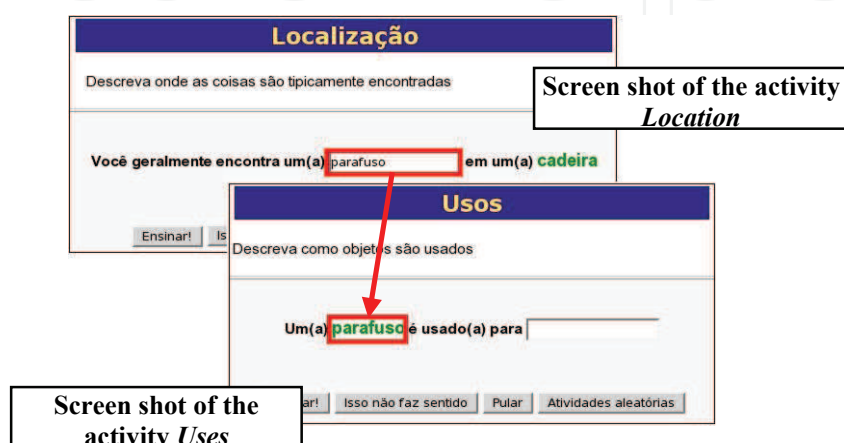 Localização
Descreva onde as coisas são tipicamente encontradas
Screen shot of the activity
Location
Você geralmente encontra um(a) parafuso em um(a) cadeira
Ensinar! Is
Usos
Descreva como objetos são usados
Um(a) parafuso é usado(a) para
ar! Isso não faz sentido Pular Atividades aleatórias
Screen shot of the
activity Uses